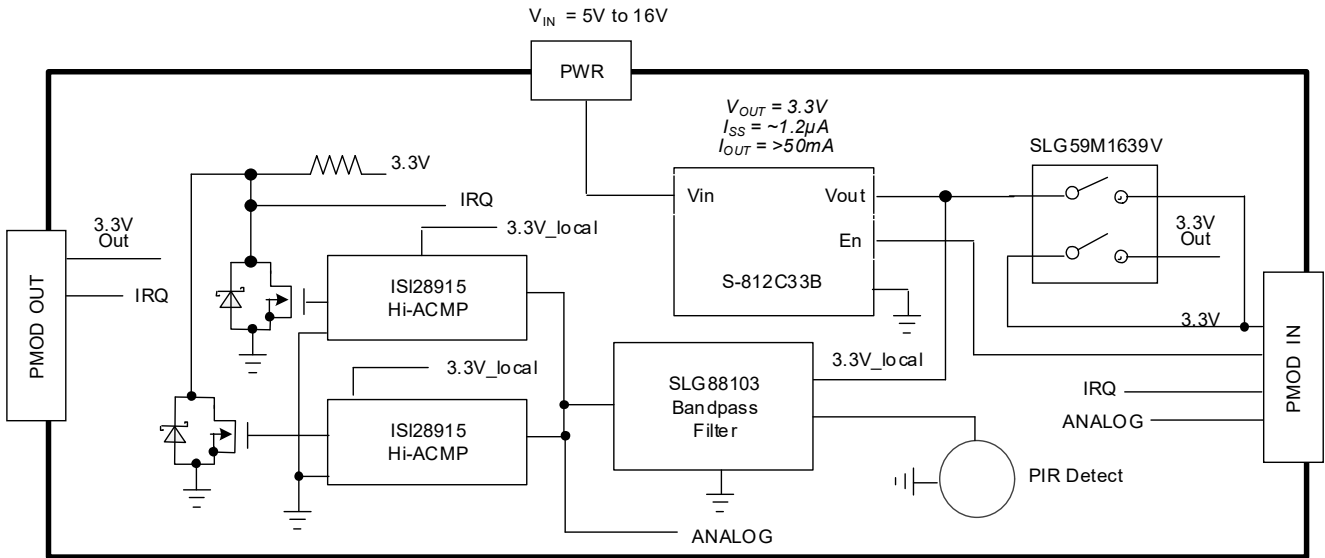 V_IN = 5V to 16V
PWR
V_OUT = 3.3V
I_SS = ~1.2µA
I_OUT = >50mA
SLG59M1639V
3.3V
IRQ
3.3V_local
Vin
Vout
En
S-812C33B
3.3V
Out
3.3V
Out
IRQ
PMOD OUT
ISI28915
Hi-ACMP
3.3V_local
ISI28915
Hi-ACMP
SLG88103
Bandpass
Filter
3.3V_local
3.3V
IRQ
ANALOG
PMOD IN
PIR Detect
ANALOG